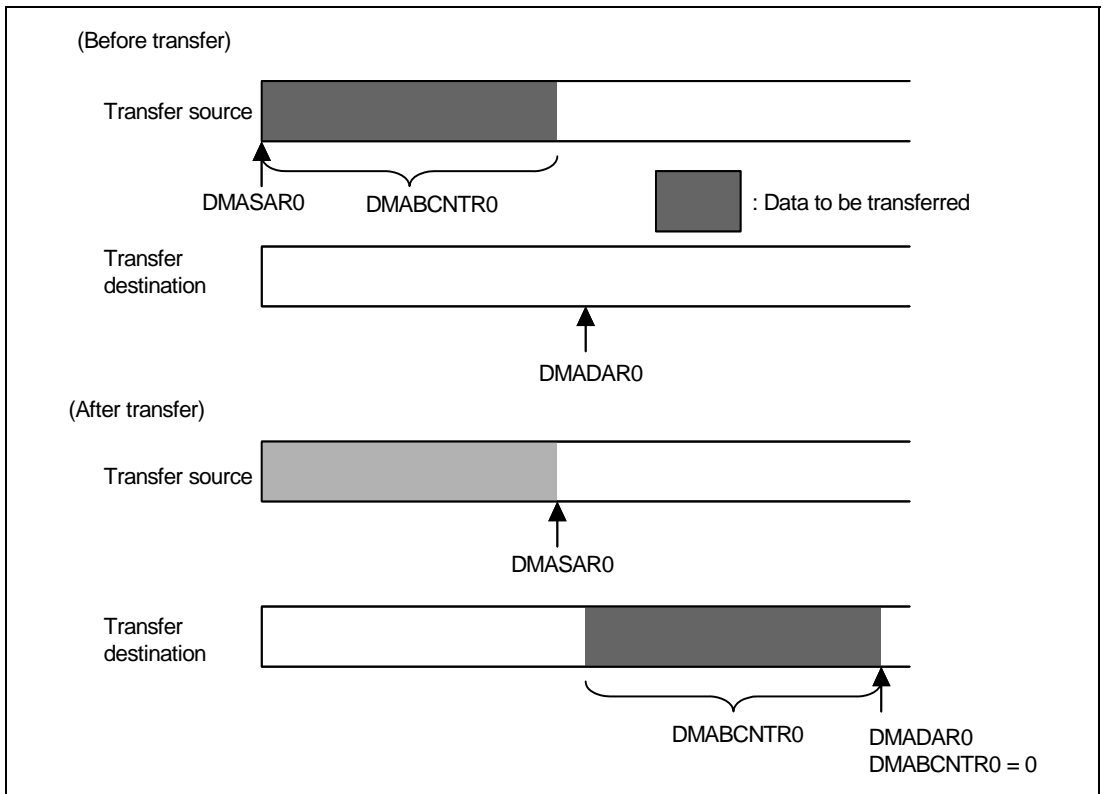 (Before transfer)
Transfer source
DMASAR0
DMABCNTR0
: Data to be transferred
Transfer
destination
DMADAR0
(After transfer)
Transfer source
DMASAR0
Transfer
destination
DMABCNTR0
DMADAR0
DMABCNTR0 = 0